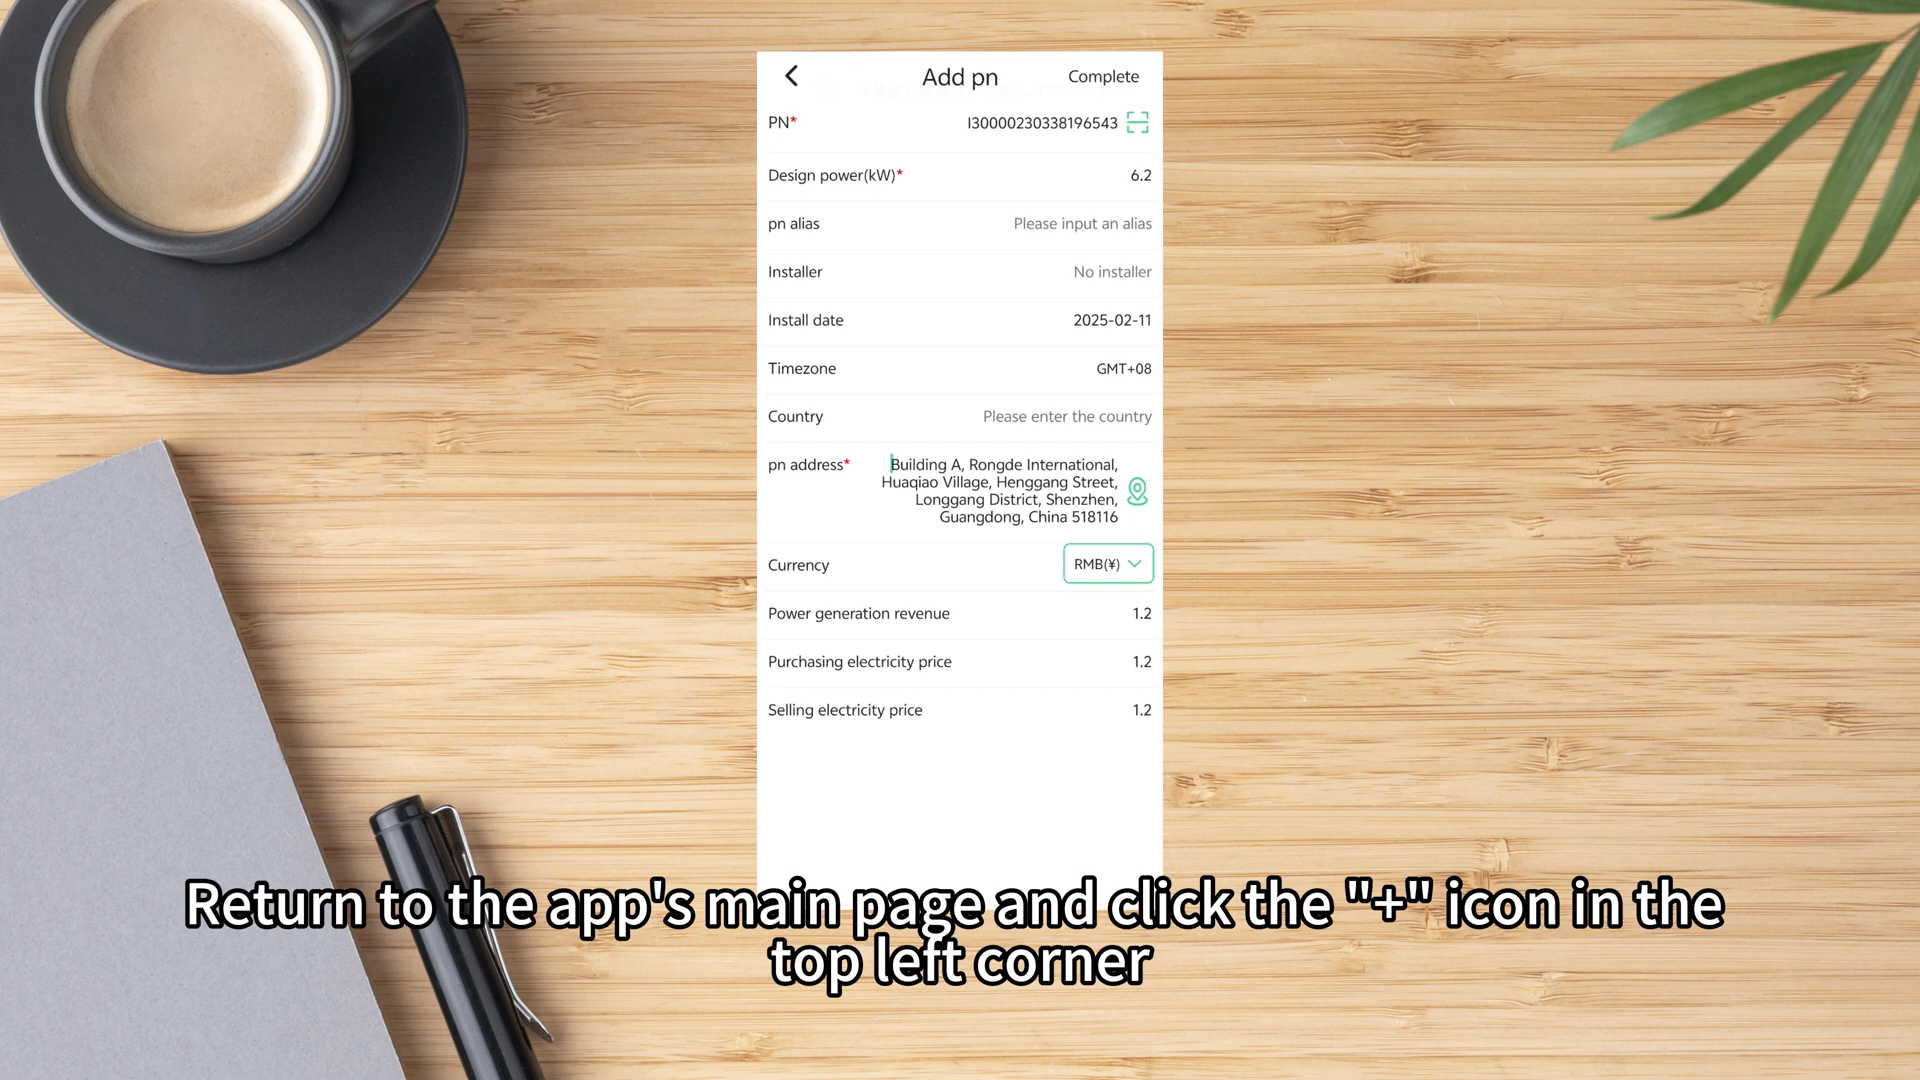 Add pn
Complete
PN*
I30000230338196543
Design power(kW)*
6.2
pn alias
Please input an alias
Installer
No installer
Install date
2025-02-11
Timezone
GMT+08
Country
Please enter the country
pn address*
Building A, Rongde International,
Huaqiao Village, Henggang Street,
Longgang District, Shenzhen,
Guangdong, China 518116
Currency
RMB(¥)
Power generation revenue
1.2
Purchasing electricity price
1.2
Selling electricity price
1.2
Return to the app's main page and click the "+" icon in the
top left corner